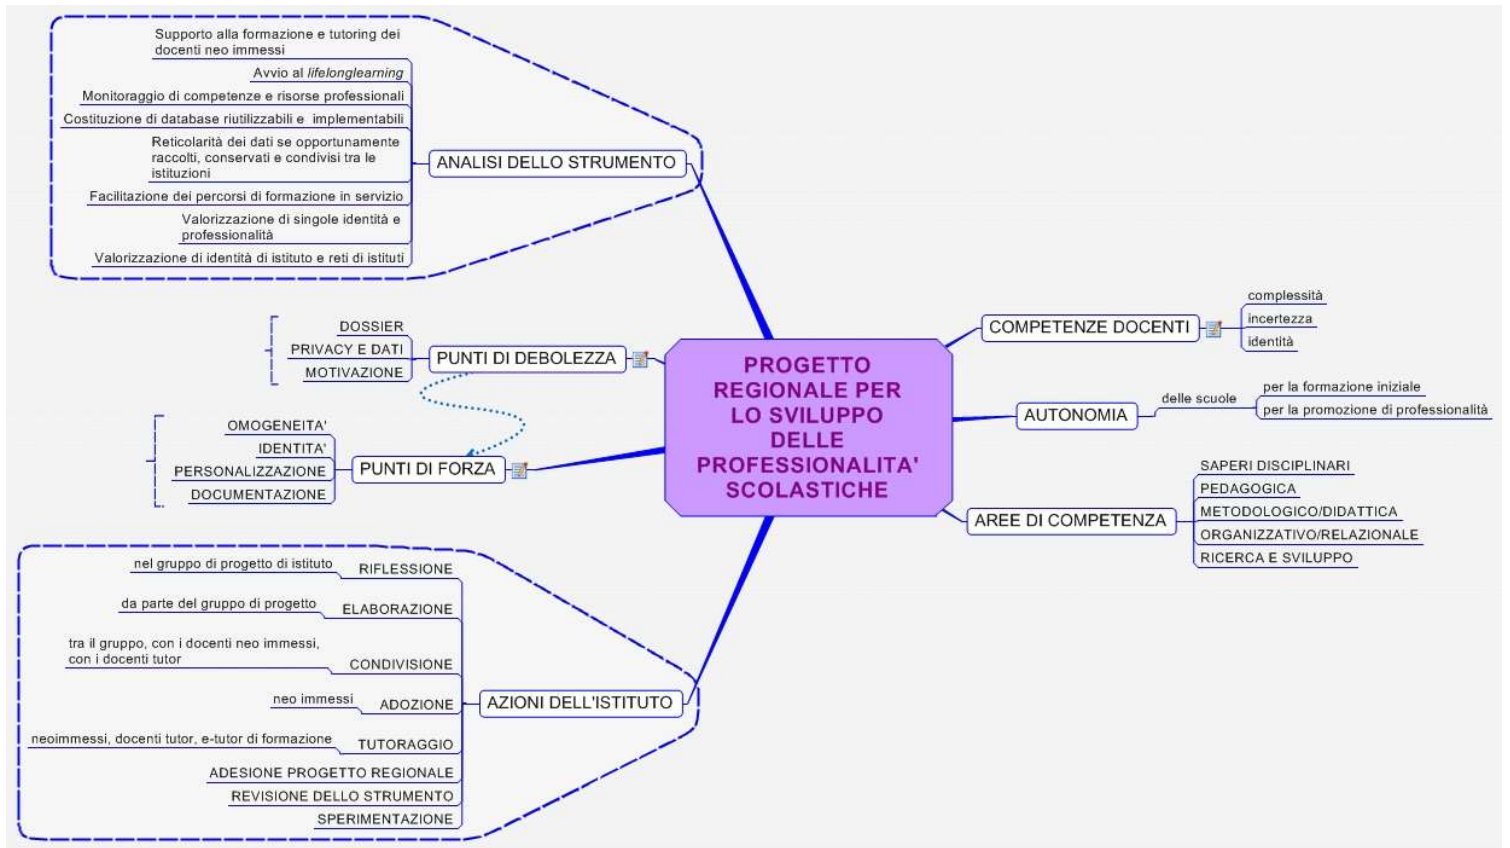 Supporto alla formazione e tutoring dei
docenti neo immessi
Avvio al lifelonglearning
Monitoraggio di competenze e risorse professionali
Costituzione di database riutilizzabili e implementabili
Reticolarità dei dati se opportunamente
raccolti, conservati e condivisi tra le
istituzioni
Facilitazione dei percorsi di formazione in servizio
Valorizzazione di singole identità e
professionalità
Valorizzazione di identità di istituto e reti di istituti
ANALISI DELLO STRUMENTO
DOSSIER
PRIVACY E DATI
MOTIVAZIONE
PUNTI DI DEBOLEZZA
OMOGENEITA'
IDENTITA'
PERSONALIZZAZIONE
DOCUMENTAZIONE
PUNTI DI FORZA
nel gruppo di progetto di istituto
RIFLESSIONE
da parte del gruppo di progetto
ELABORAZIONE
tra il gruppo, con i docenti neo immessi,
con i docenti tutor
CONDIVISIONE
neo immessi
ADOZIONE
neoimmessi, docenti tutor, e-tutor di formazione
TUTORAGGIO
ADESIONE PROGETTO REGIONALE
REVISIONE DELLO STRUMENTO
SPERIMENTAZIONE
AZIONI DELL'ISTITUTO
PROGETTO
REGIONALE PER
LO SVILUPPO
DELLE
PROFESSIONALITA'
SCOLASTICHE
COMPETENZE DOCENTI
complessità
incertezza
identità
AUTONOMIA
delle scuole
per la formazione iniziale
per la promozione di professionalità
AREE DI COMPETENZA
SAPERI DISCIPLINARI
PEDAGOGICA
METODOLOGICO/DIDATTICA
ORGANIZZATIVO/RELAZIONALE
RICERCA E SVILUPPO